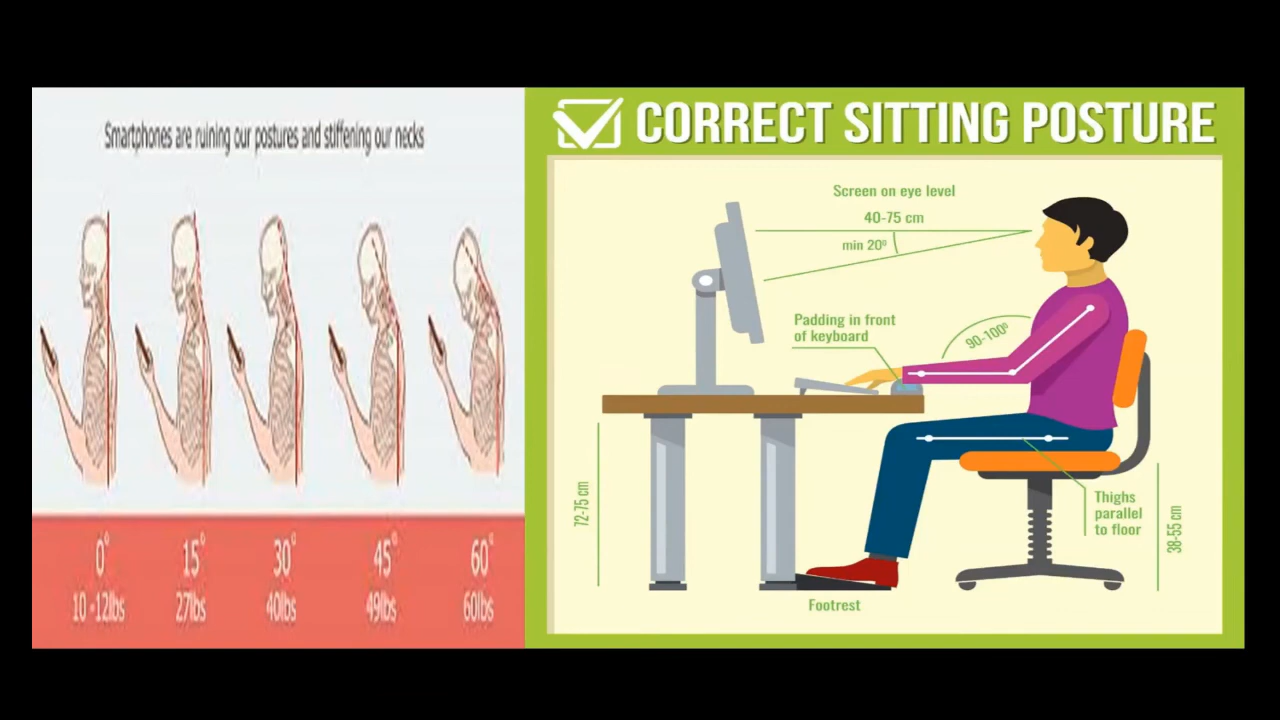 Smartphones are ruining our postures and stiffening our necks
0° 15° 30° 45° 60°
10 -12lbs 27lbs 40lbs 49lbs 60lbs
CORRECT SITTING POSTURE
Screen on eye level
40-75 cm
min 20º
Padding in front
of keyboard
90-100º
72-75 cm
Thighs
parallel
to floor
38-55 cm
Footrest